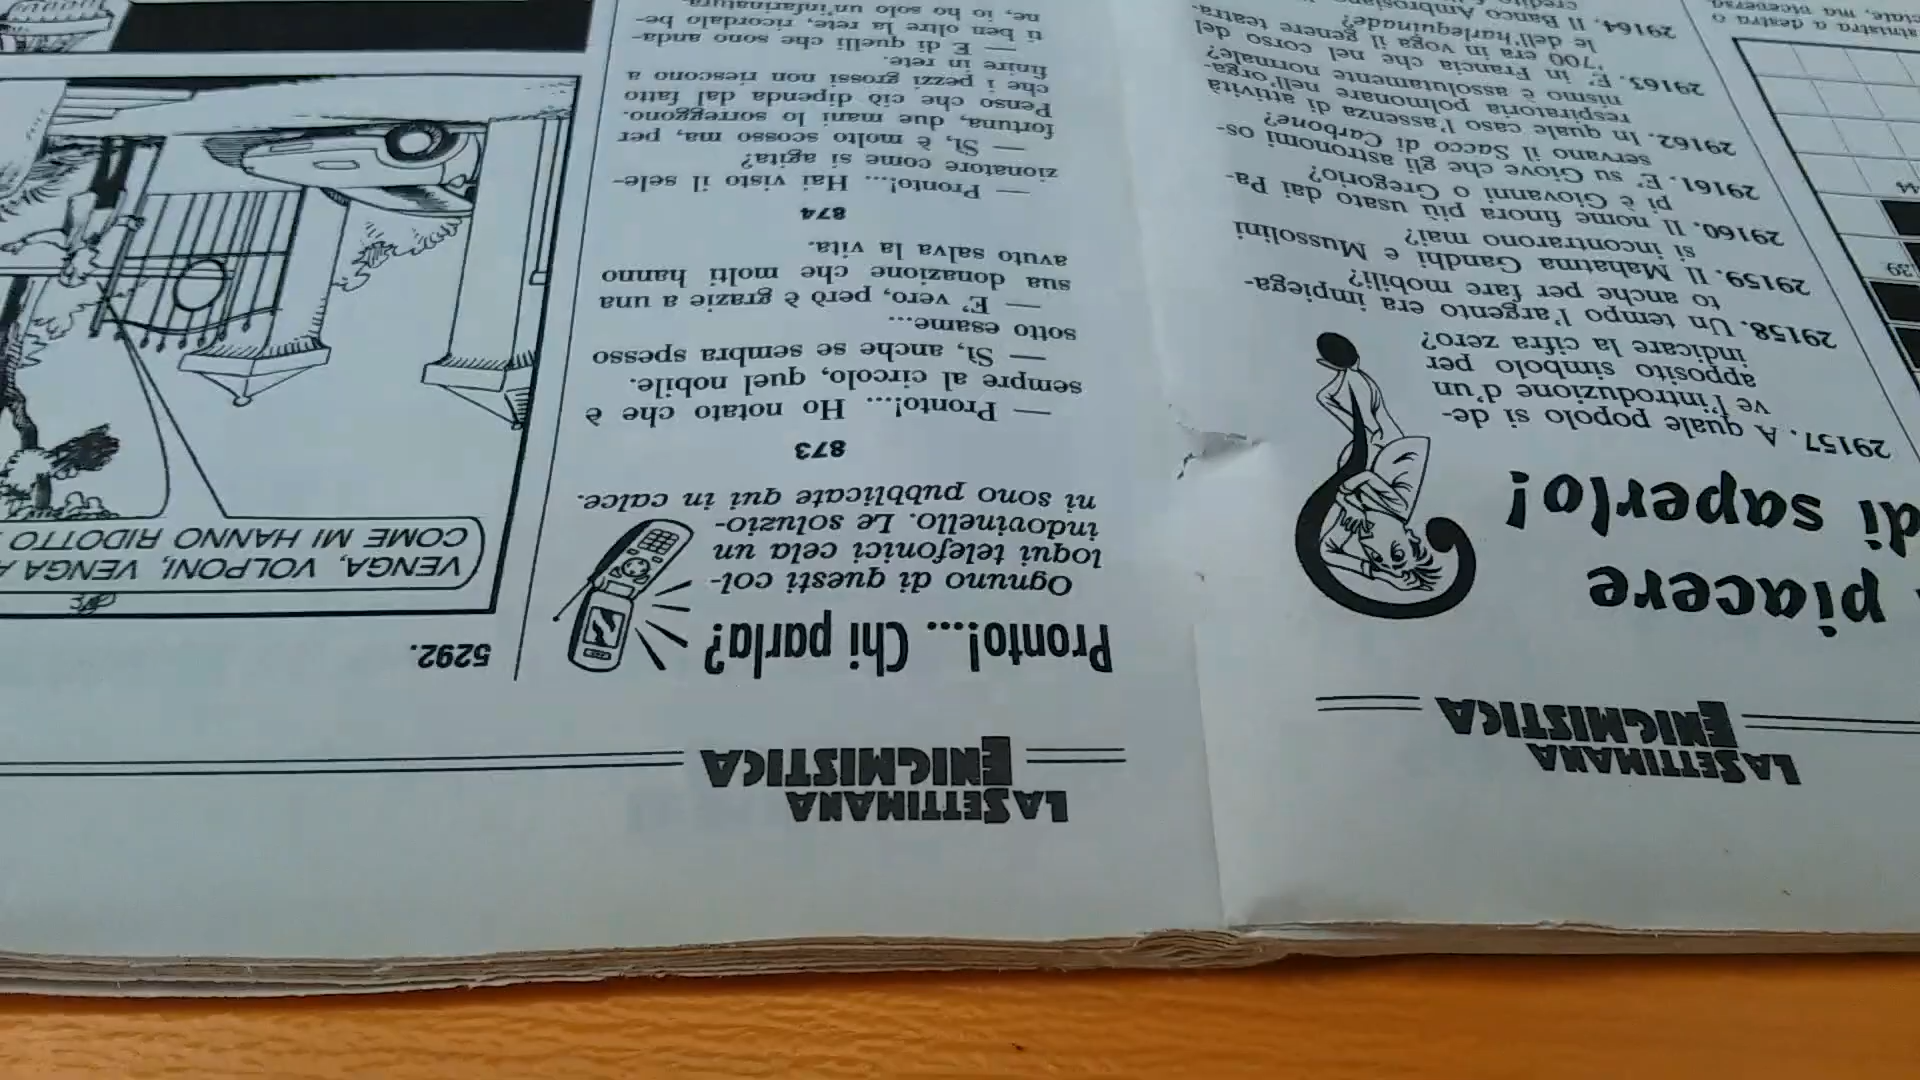 LA SETTIMANA
ENIGMISTICA
piacere
di saperlo!
29157. A quale popolo si de-
ve l'introduzione d'un
apposito simbolo per
indicare la cifra zero?
29158. Un tempo l'argento era impiega-
to anche per fare mobili?
29159. Il Mahatma Gandhi e Mussolini
si incontrarono mai?
29160. Il nome finora più usato dai Pa-
pi è Giovanni o Gregorio?
29161. E' su Giove che gli astronomi os-
servano il Sacco di Carbone?
29162. In quale caso l'assenza di attività
respiratoria polmonare nell'orga-
nismo è assolutamente normale?
29163. E' in Francia che nel corso del
'700 era in voga il genere teatra-
le dell'harlequinade?
29164. Il Banco Ambrosiano
sinistra a destra o
ciate, ma viceversa
44
39
LA SETTIMANA
ENIGMISTICA
Pronto!... Chi parla?
Ognuno di questi col-
loqui telefonici cela un
indovinello. Le soluzio-
ni sono pubblicate qui in calce.
873
— Pronto!... Ho notato che è
sempre al circolo, quel nobile.
— Sì, anche se sembra spesso
sotto esame...
— E' vero, però è grazie a una
sua donazione che molti hanno
avuto salva la vita.
874
— Pronto!... Hai visto il sele-
zionatore come si agita?
— Sì, è molto scosso ma, per
fortuna, due mani lo sorreggono.
Penso che ciò dipenda dal fatto
che i pezzi grossi non riescono a
finire in rete.
— E di quelli che sono anda-
ti ben oltre la rete, ricordalo be-
ne, io ho solo un'infarinatura.
5292.
VENGA, VOLPONI, VENGA A
COME MI HANNO RIDOTTO